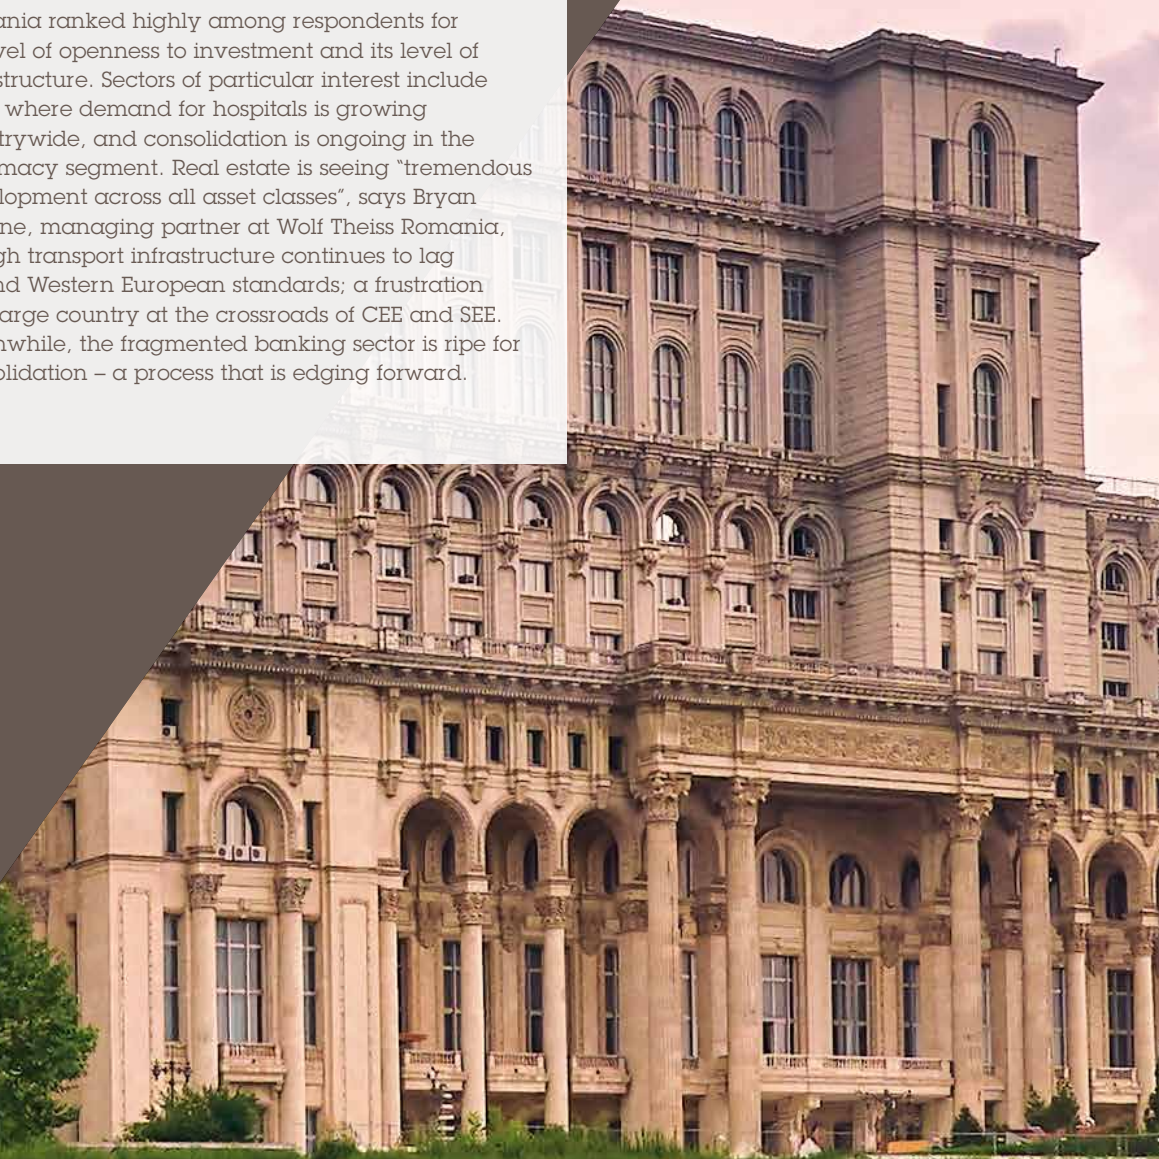 ania ranked highly among respondents for
vel of openness to investment and its level of
structure. Sectors of particular interest include
where demand for hospitals is growing
trywide, and consolidation is ongoing in the
macy segment. Real estate is seeing “tremendous
lopment across all asset classes”, says Bryan
ne, managing partner at Wolf Theiss Romania,
gh transport infrastructure continues to lag
nd Western European standards; a frustration
arge country at the crossroads of CEE and SEE.
nwhile, the fragmented banking sector is ripe for
olidation – a process that is edging forward.